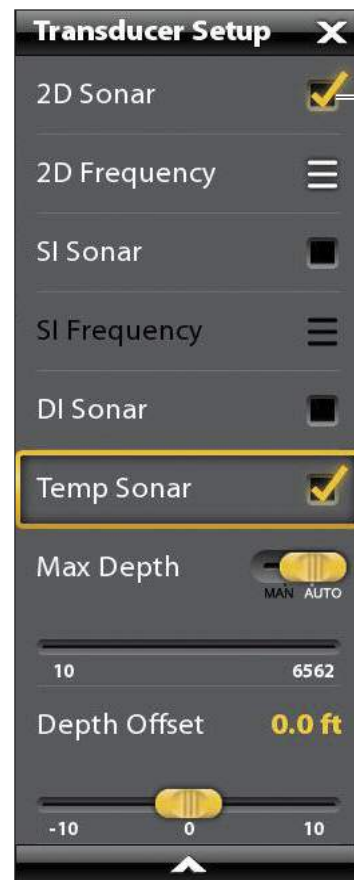 Transducer Setup X
2D Sonar
2D Frequency
SI Sonar
SI Frequency
DI Sonar
Temp Sonar
Max Depth
MAN AUTO
10 6562
Depth Offset 0.0 ft
-10 0 10